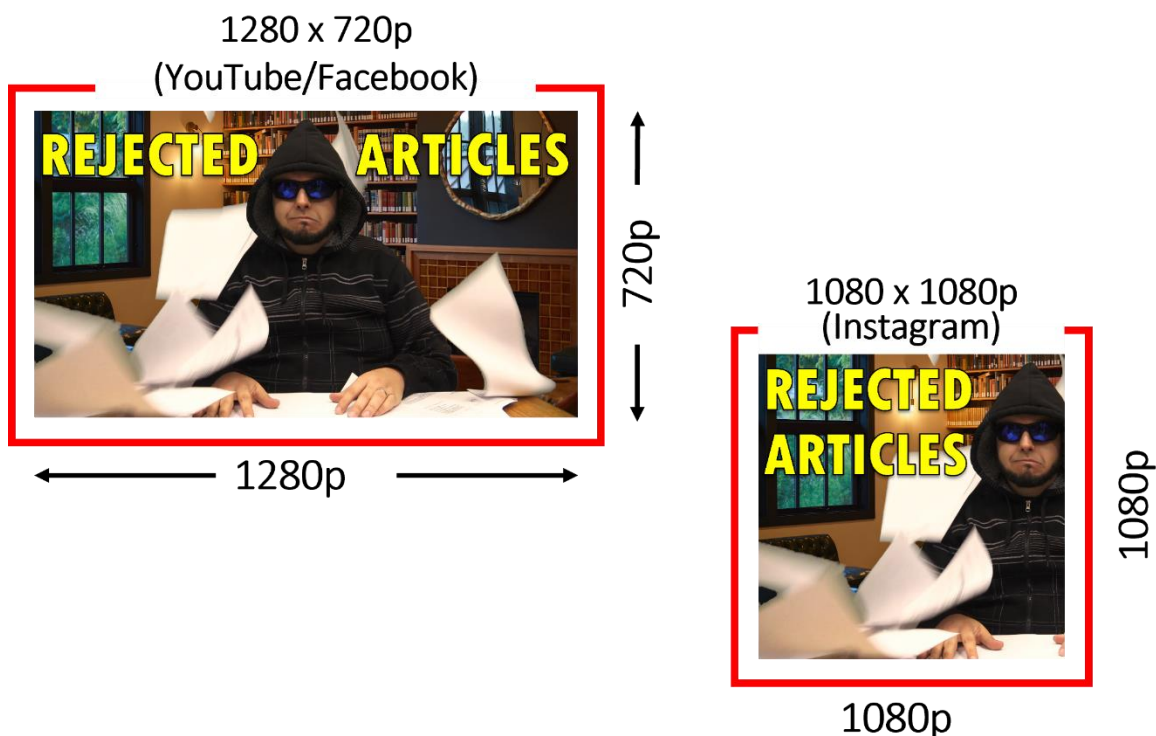 1280 x 720p
(YouTube/Facebook)
REJECTED ARTICLES
720p
1280p
1080 x 1080p
(Instagram)
REJECTED
ARTICLES
1080p
1080p